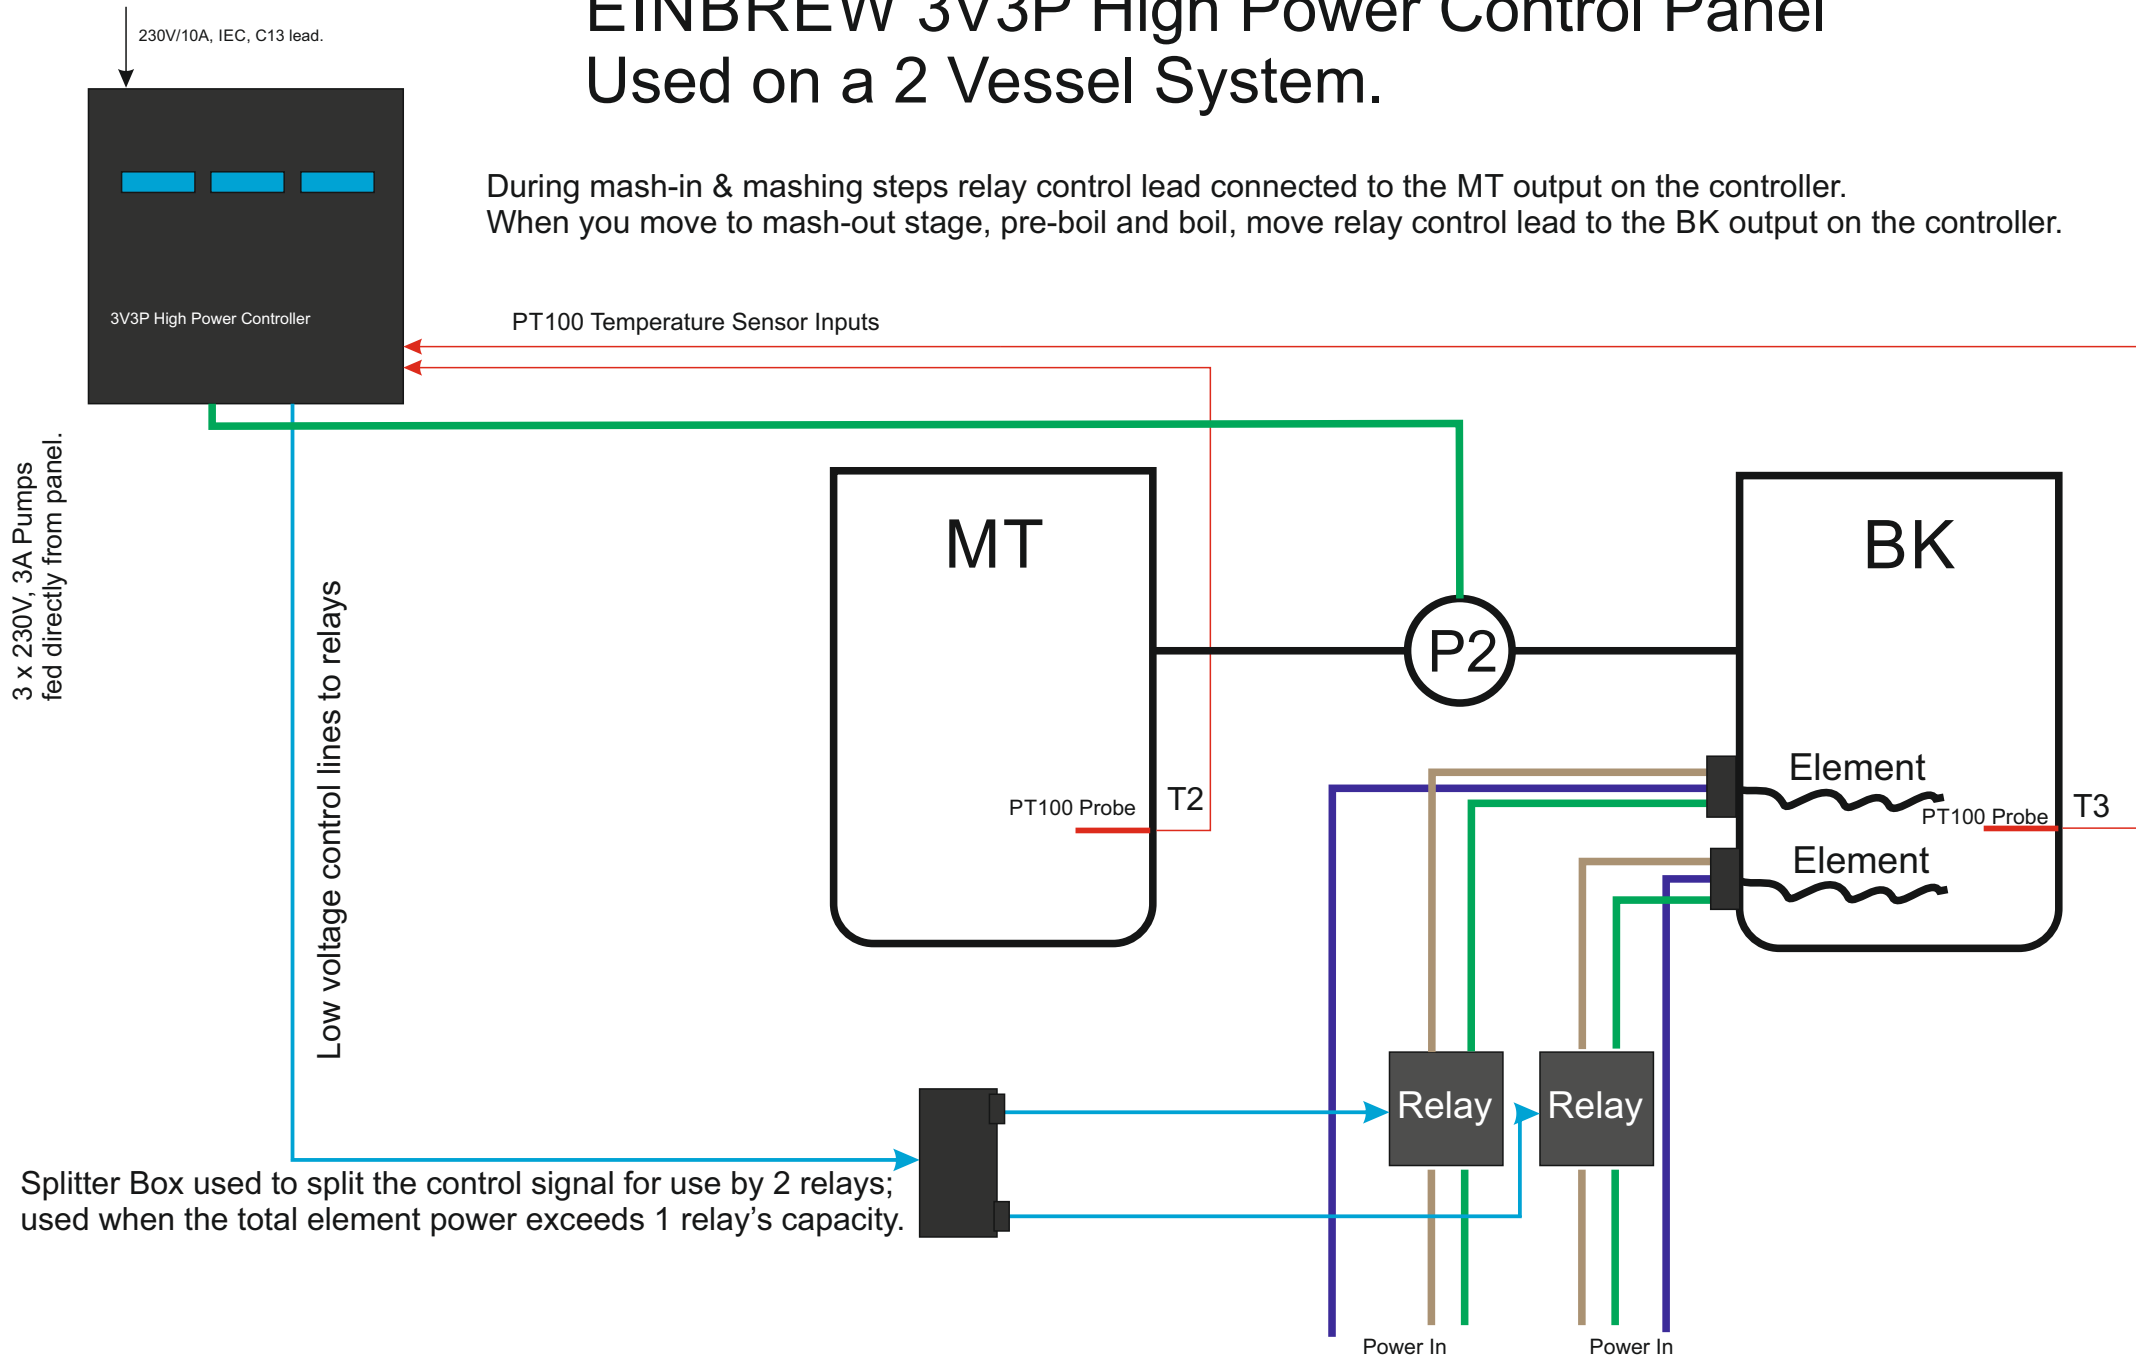 EINBREW 3V3P High Power Control Panel
Used on a 2 Vessel System.
230V/10A, IEC, C13 lead.
During mash-in & mashing steps relay control lead connected to the MT output on the controller.
When you move to mash-out stage, pre-boil and boil, move relay control lead to the BK output on the controller.
3V3P High Power Controller
PT100 Temperature Sensor Inputs
3 x 230V, 3A Pumps
fed directly from panel.
Low voltage control lines to relays
MT
P2
BK
PT100 Probe
T2
Element
PT100 Probe
T3
Element
Relay
Relay
Splitter Box used to split the control signal for use by 2 relays;
used when the total element power exceeds 1 relay’s capacity.
Power In
Power In